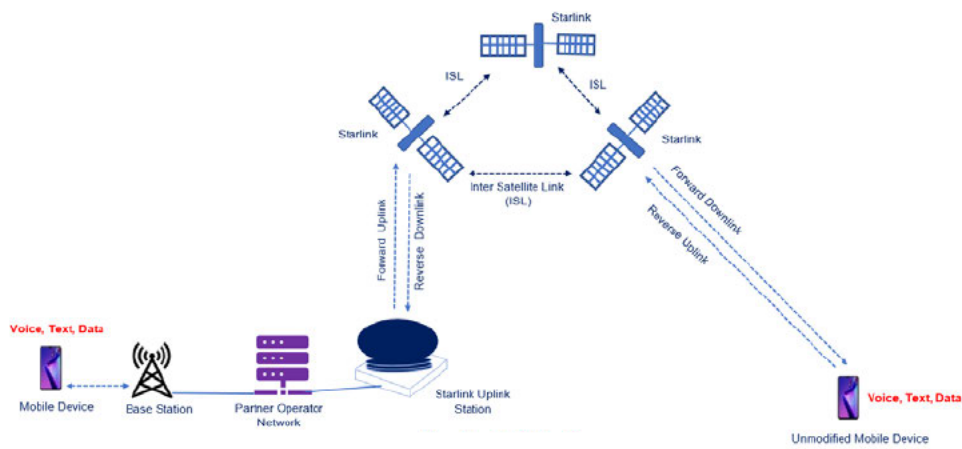 Starlink
ISL
ISL
Starlink
Starlink
Inter Satellite Link
(ISL)
Forward Uplink
Reverse Downlink
Forward Downlink
Reverse Uplink
Voice, Text, Data
Mobile Device
Base Station
Partner Operator
Network
Starlink Uplink
Station
Voice, Text, Data
Unmodified Mobile Device